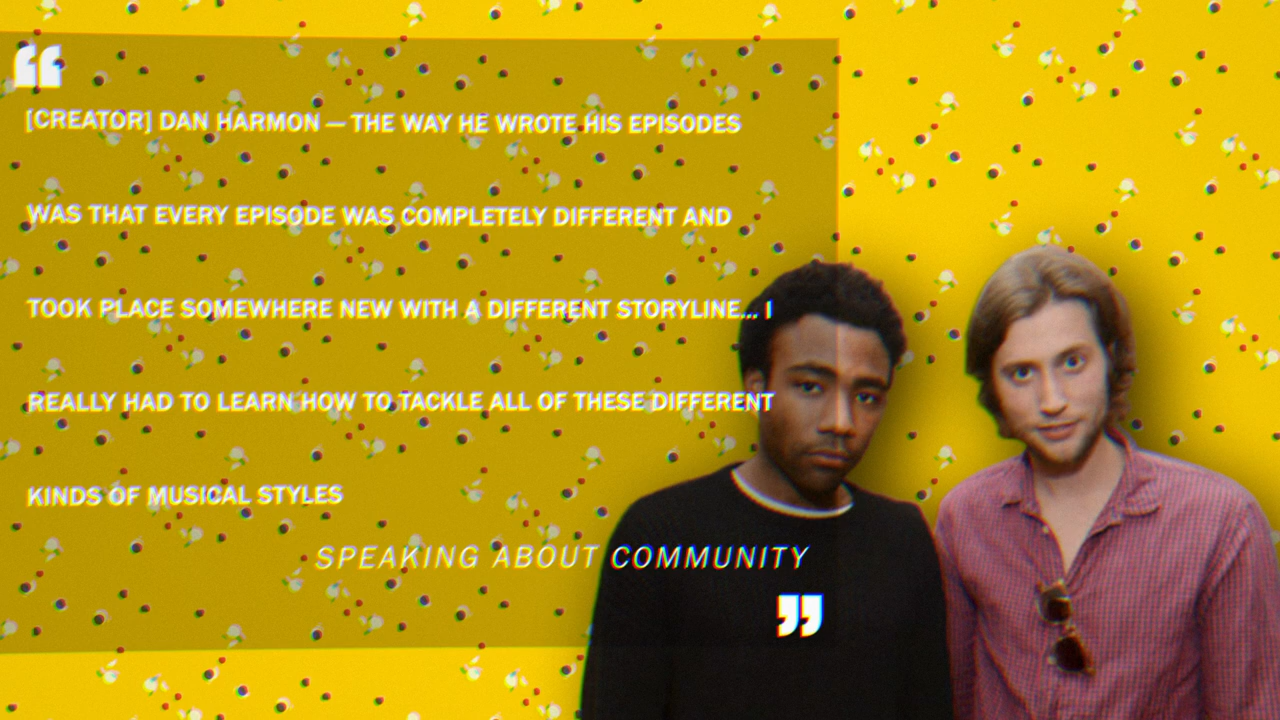 “
[CREATOR] DAN HARMON — THE WAY HE WROTE HIS EPISODES
WAS THAT EVERY EPISODE WAS COMPLETELY DIFFERENT AND
TOOK PLACE SOMEWHERE NEW WITH A DIFFERENT STORYLINE... I
REALLY HAD TO LEARN HOW TO TACKLE ALL OF THESE DIFFERENT
KINDS OF MUSICAL STYLES
SPEAKING ABOUT COMMUNITY
”